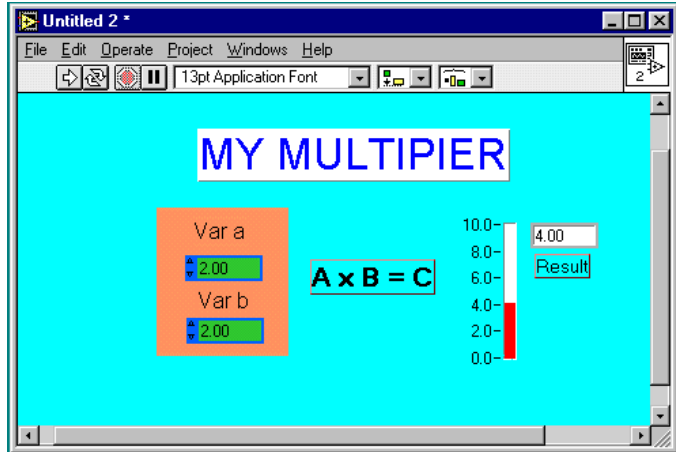 Untitled 2 *
File Edit Operate Project Windows Help
13pt Application Font
2
MY MULTIPIER
Var a
2.00
Var b
2.00
A x B = C
10.0
8.0
6.0
4.0
2.0
0.0
4.00
Result